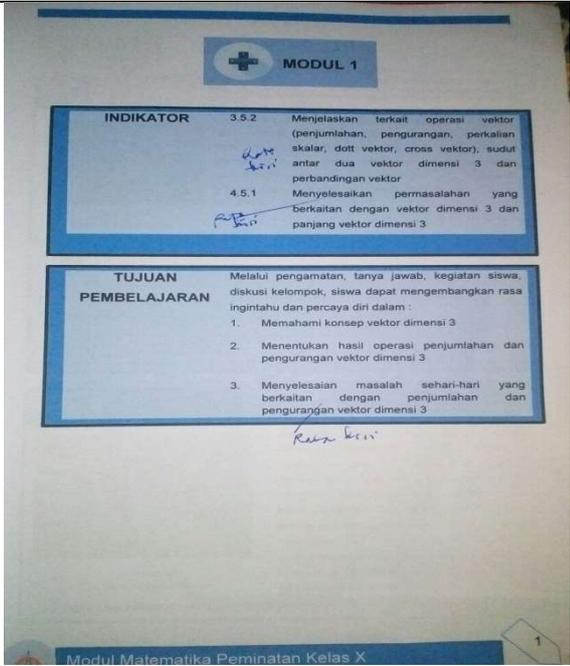 MODUL 1
INDIKATOR
3.5.2 Menjelaskan terkait operasi vektor
(penjumlahan, pengurangan, perkalian
skalar, dott vektor, cross vektor), sudut
antar dua vektor dimensi 3 dan
perbandingan vektor
4.5.1 Menyelesaikan permasalahan yang
berkaitan dengan vektor dimensi 3 dan
panjang vektor dimensi 3
TUJUAN
PEMBELAJARAN
Melalui pengamatan, tanya jawab, kegiatan siswa,
diskusi kelompok, siswa dapat mengembangkan rasa
ingintahu dan percaya diri dalam :
1. Memahami konsep vektor dimensi 3
2. Menentukan hasil operasi penjumlahan dan
pengurangan vektor dimensi 3
3. Menyelesaian masalah sehari-hari yang
berkaitan dengan penjumlahan dan
pengurangan vektor dimensi 3
1
Modul Matematika Peminatan Kelas X